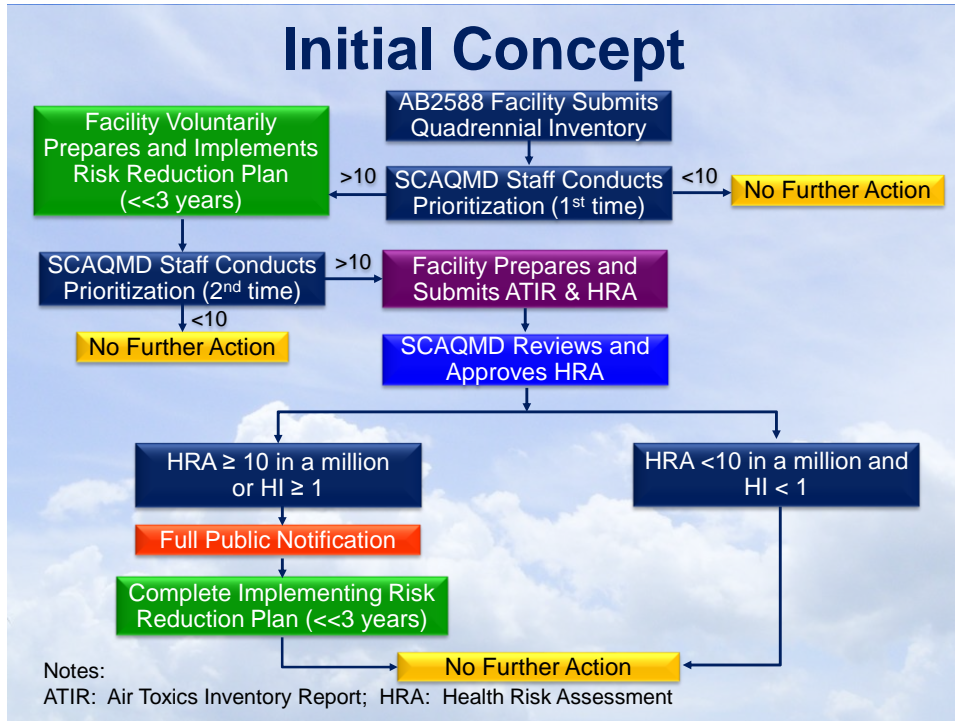 Initial Concept
AB2588 Facility Submits
Quadrennial Inventory
Facility Voluntarily
Prepares and Implements
Risk Reduction Plan
(<<3 years)
>10
SCAQMD Staff Conducts
Prioritization (1st time)
<10
No Further Action
SCAQMD Staff Conducts
Prioritization (2nd time)
>10
Facility Prepares and
Submits ATIR & HRA
<10
No Further Action
SCAQMD Reviews and
Approves HRA
HRA ≥ 10 in a million
or HI ≥ 1
HRA <10 in a million and
HI < 1
Full Public Notification
Complete Implementing Risk
Reduction Plan (<<3 years)
No Further Action
Notes:
ATIR: Air Toxics Inventory Report; HRA: Health Risk Assessment